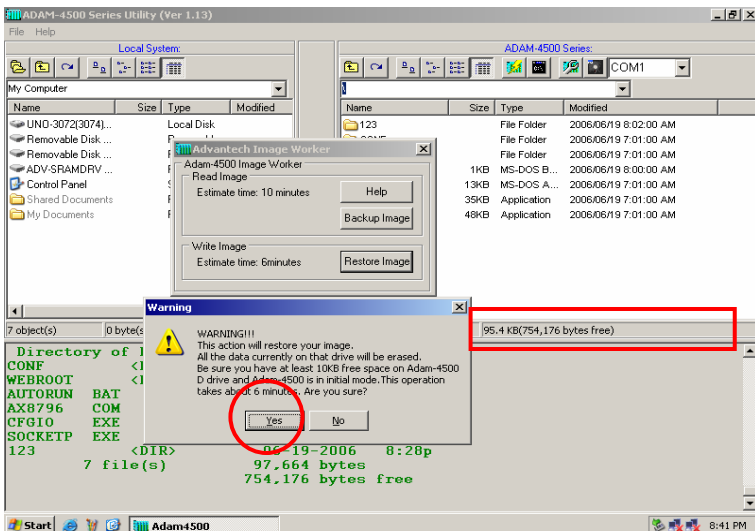 ADAM-4500 Series Utility (Ver 1.13)
File Help
Local System:
ADAM-4500 Series:
COM1
My Computer
\
Name Size Type Modified
UNO-3072(3074)... Local Disk
Removable Disk ...
Removable Disk ...
ADV-SRAMDRV ...
Control Panel
Shared Documents
My Documents
Name Size Type Modified
123 File Folder 2006/06/19 8:02:00 AM
File Folder 2006/06/19 7:01:00 AM
File Folder 2006/06/19 7:01:00 AM
1KB MS-DOS B... 2006/06/19 8:00:00 AM
13KB MS-DOS A... 2006/06/19 7:01:00 AM
35KB Application 2006/06/19 7:01:00 AM
48KB Application 2006/06/19 7:01:00 AM
Advantech Image Worker
Adam-4500 Image Worker
Read Image
Estimate time: 10 minutes
Help
Backup Image
Write Image
Estimate time: 6minutes
Restore Image
7 object(s) 0 byte(s
95.4 KB(754,176 bytes free)
Warning
WARNING!!!
This action will restore your image.
All the data currently on that drive will be erased.
Be sure you have at least 10KB free space on Adam-4500
D drive and Adam-4500 is in initial mode.This operation
takes about 6 minutes. Are you sure?
Yes No
Directory of
CONF
WEBROOT
AUTORUN BAT
AX8796 COM
CFGIO EXE
SOCKETP EXE
123 <DIR> 06-19-2006 8:28p
7 file(s) 97,664 bytes
754,176 bytes free
Start Adam4500 8:41 PM